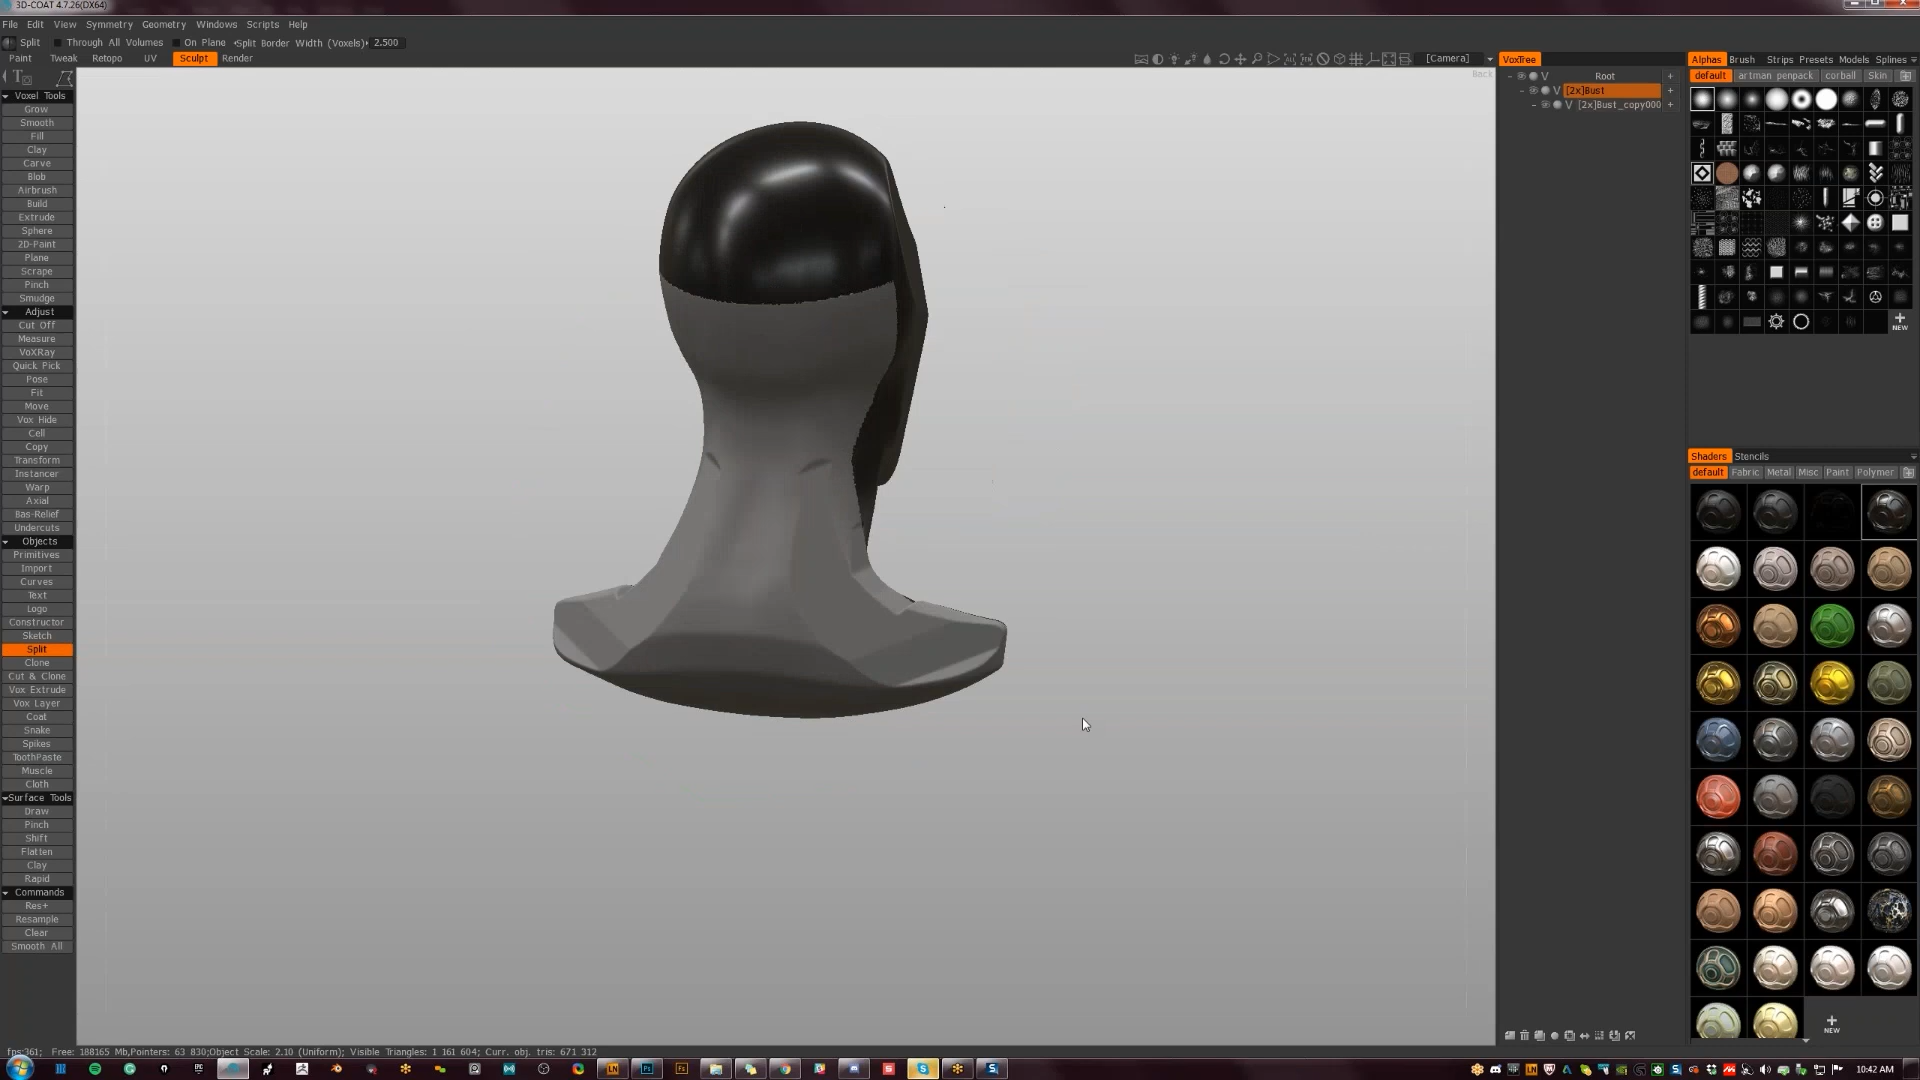 3D-COAT 4.7.26(DX64)
File Edit View Symmetry Geometry Windows Scripts Help
Split Through All Volumes On Plane Split Border Width (Voxels) 2.500
Paint Tweak Retopo UV Sculpt Render [Camera]
Back
Voxel Tools
Grow
Smooth
Fill
Clay
Carve
Blob
Airbrush
Build
Extrude
Sphere
2D-Paint
Plane
Scrape
Pinch
Smudge
Adjust
Cut Off
Measure
VoXRay
Quick Pick
Pose
Fit
Move
Vox Hide
Cell
Copy
Transform
Instancer
Warp
Axial
Bas-Relief
Undercuts
Objects
Primitives
Import
Curves
Text
Logo
Constructor
Sketch
Split
Clone
Cut & Clone
Vox Extrude
Vox Layer
Coat
Snake
Spikes
ToothPaste
Muscle
Cloth
Surface Tools
Draw
Pinch
Shift
Flatten
Clay
Rapid
Commands
Res+
Resample
Clear
Smooth All
VoxTree
V Root +
V [2x]Bust +
V [2x]Bust_copy000 +
Alphas Brush Strips Presets Models Splines
default artman penpack corball Skin
NEW
Shaders Stencils
default Fabric Metal Misc Paint Polymer
NEW
fps:361; Free: 188165 Mb,Pointers: 63 830;Object Scale: 2.10 (Uniform); Visible Triangles: 1 161 604; Curr. obj. tris: 671 312
10:42 AM